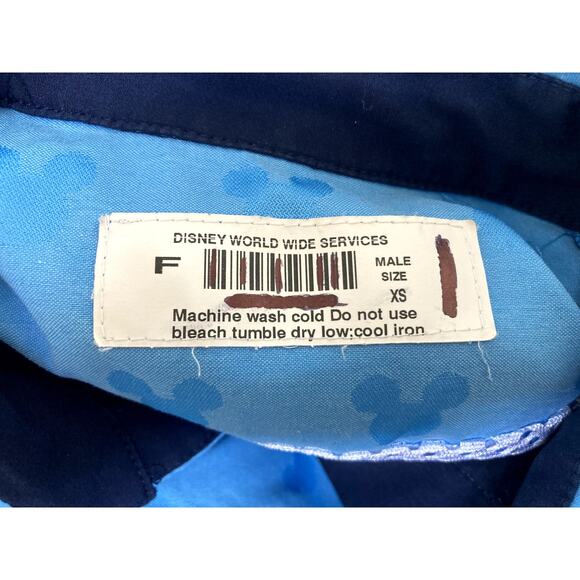 DISNEY WORLD WIDE SERVICES
F
MALE
SIZE
XS
Machine wash cold Do not use
bleach tumble dry low;cool iron